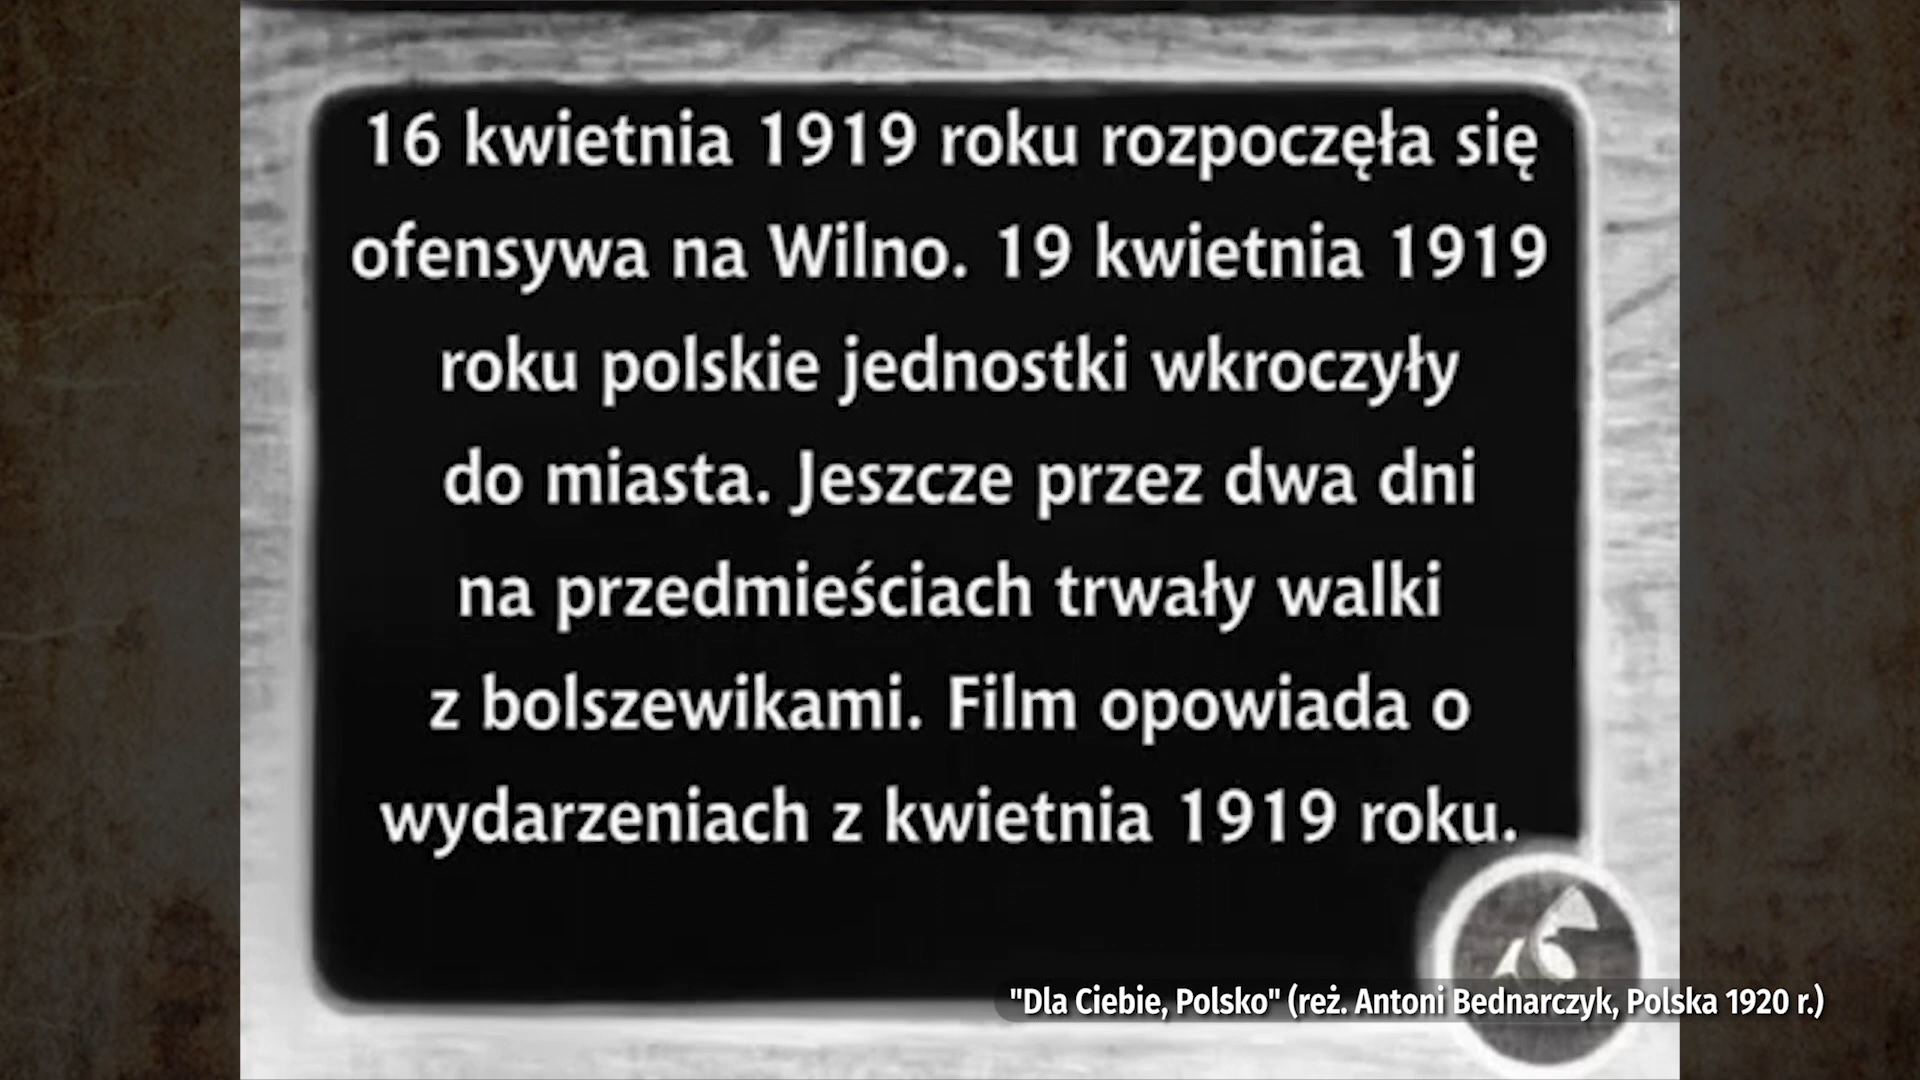 16 kwietnia 1919 roku rozpoczęła się
ofensywa na Wilno. 19 kwietnia 1919
roku polskie jednostki wkroczyły
do miasta. Jeszcze przez dwa dni
na przedmieściach trwały walki
z bolszewikami. Film opowiada o
wydarzeniach z kwietnia 1919 roku.
"Dla Ciebie, Polsko" (reż. Antoni Bednarczyk, Polska 1920 r.)